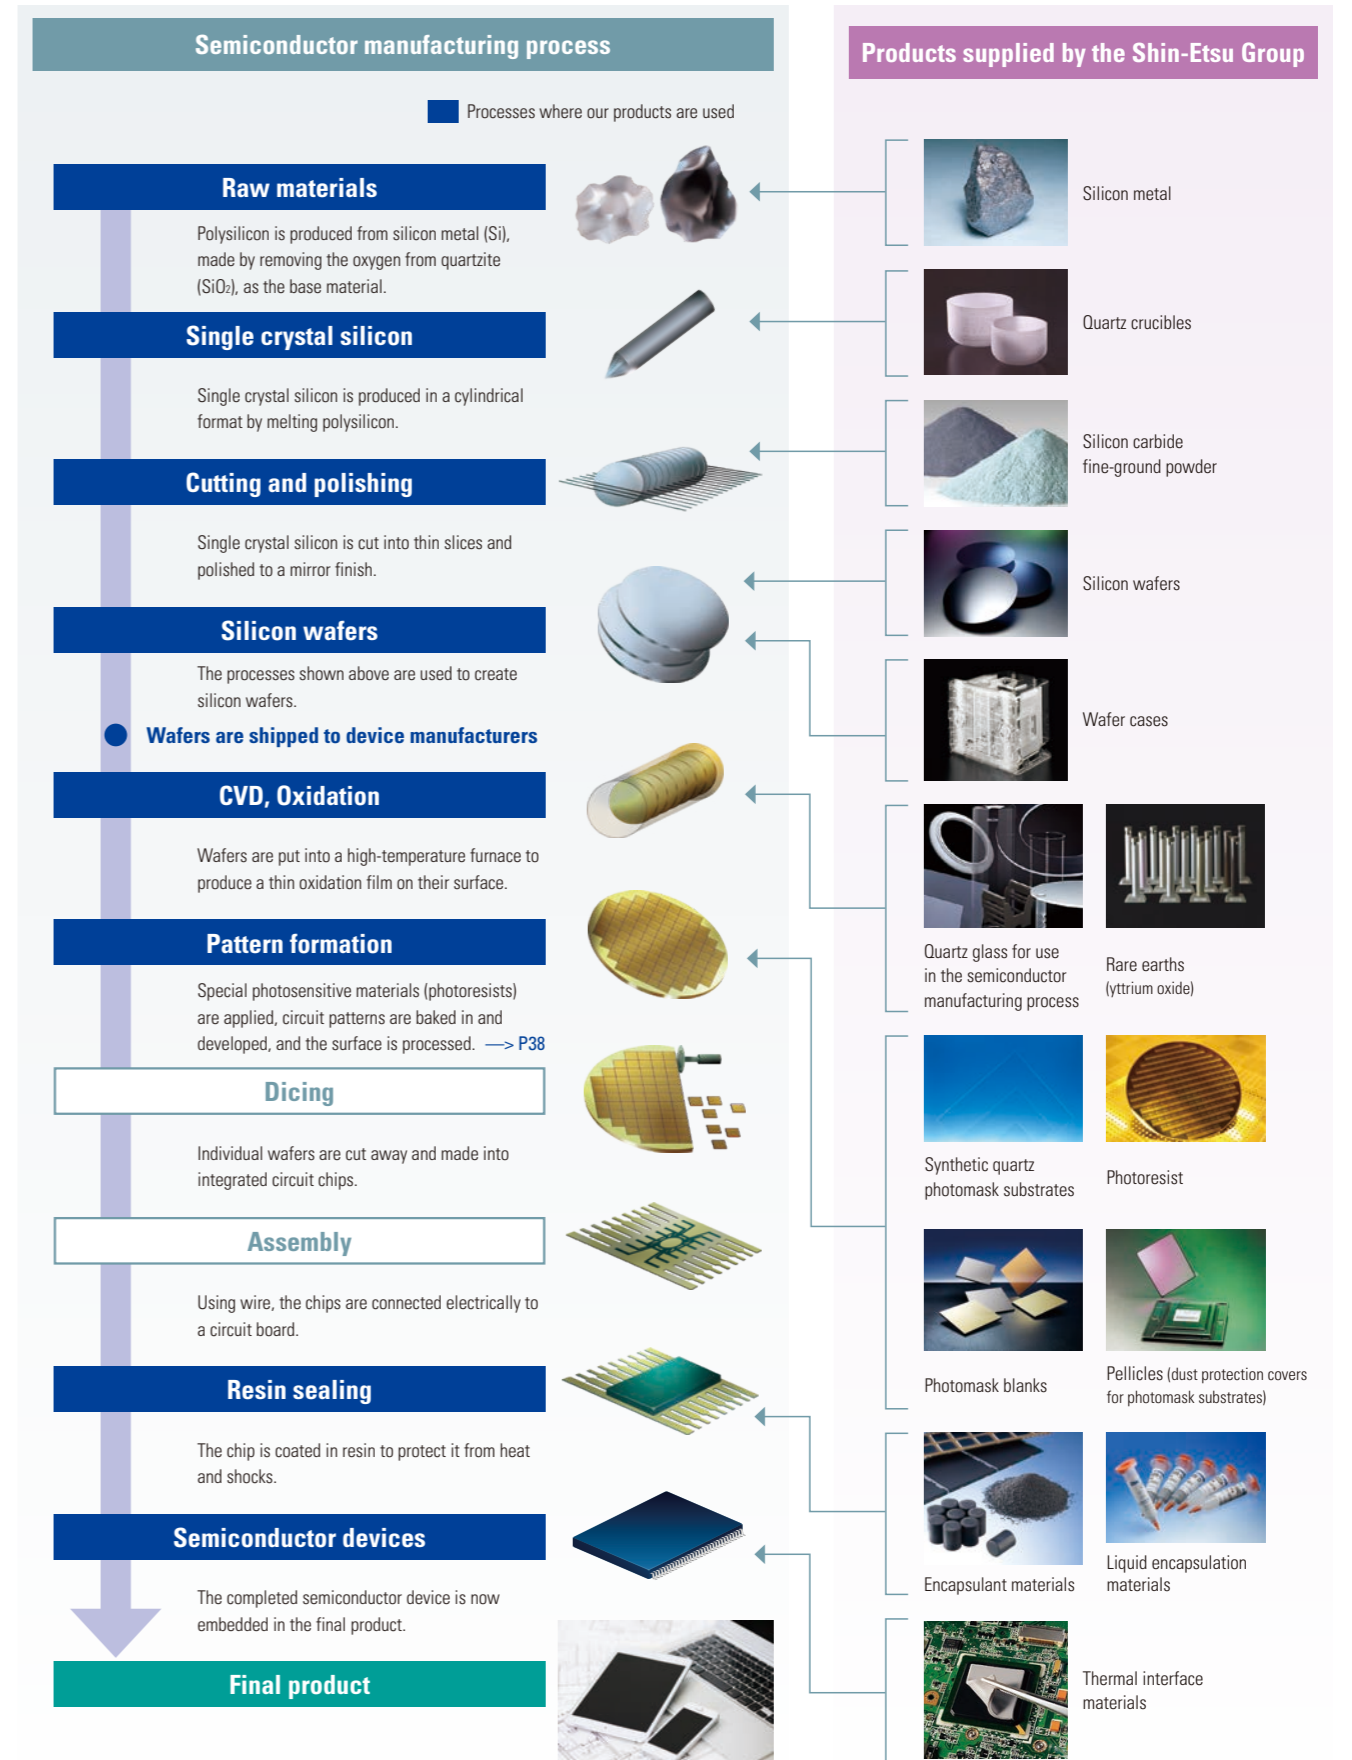 Semiconductor manufacturing process
Processes where our products are used
Raw materials
Polysilicon is produced from silicon metal (Si),
made by removing the oxygen from quartzite
(SiO₂), as the base material.
Single crystal silicon
Single crystal silicon is produced in a cylindrical
format by melting polysilicon.
Cutting and polishing
Single crystal silicon is cut into thin slices and
polished to a mirror finish.
Silicon wafers
The processes shown above are used to create
silicon wafers.
Wafers are shipped to device manufacturers
CVD, Oxidation
Wafers are put into a high-temperature furnace to
produce a thin oxidation film on their surface.
Pattern formation
Special photosensitive materials (photoresists)
are applied, circuit patterns are baked in and
developed, and the surface is processed. —> P38
Dicing
Individual wafers are cut away and made into
integrated circuit chips.
Assembly
Using wire, the chips are connected electrically to
a circuit board.
Resin sealing
The chip is coated in resin to protect it from heat
and shocks.
Semiconductor devices
The completed semiconductor device is now
embedded in the final product.
Final product
Products supplied by the Shin-Etsu Group
Silicon metal
Quartz crucibles
Silicon carbide
fine-ground powder
Silicon wafers
Wafer cases
Quartz glass for use
in the semiconductor
manufacturing process
Rare earths
(yttrium oxide)
Synthetic quartz
photomask substrates
Photoresist
Photomask blanks
Pellicles (dust protection covers
for photomask substrates)
Encapsulant materials
Liquid encapsulation
materials
Thermal interface
materials